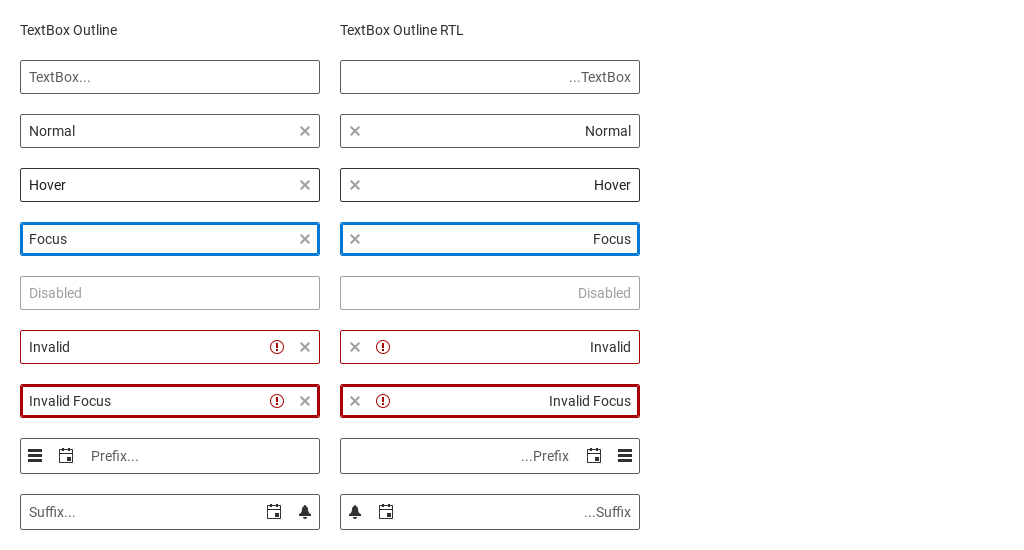 TextBox Outline
TextBox Outline RTL
TextBox...
...TextBox
Normal
Normal
Hover
Hover
Focus
Focus
Disabled
Disabled
Invalid
Invalid
Invalid Focus
Invalid Focus
Prefix...
...Prefix
Suffix...
...Suffix